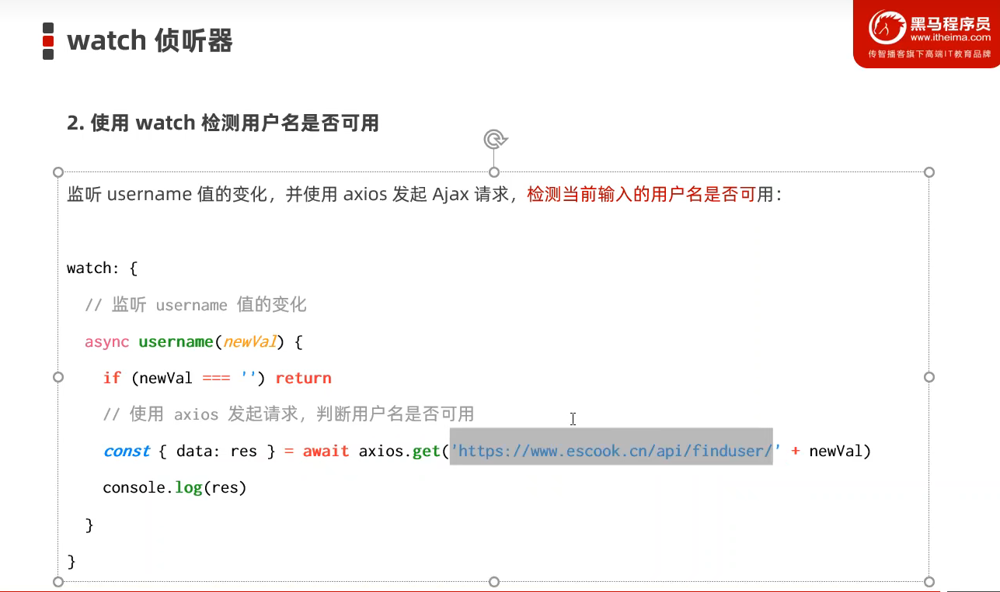 watch 侦听器
黑马程序员
www.itheima.com
传智播客旗下高端IT教育品牌
2. 使用 watch 检测用户名是否可用
监听 username 值的变化，并使用 axios 发起 Ajax 请求，检测当前输入的用户名是否可用：
watch: {
// 监听 username 值的变化
async username(newVal) {
if (newVal === '') return
// 使用 axios 发起请求，判断用户名是否可用
const { data: res } = await axios.get('https://www.escook.cn/api/finduser/' + newVal)
console.log(res)
}
}